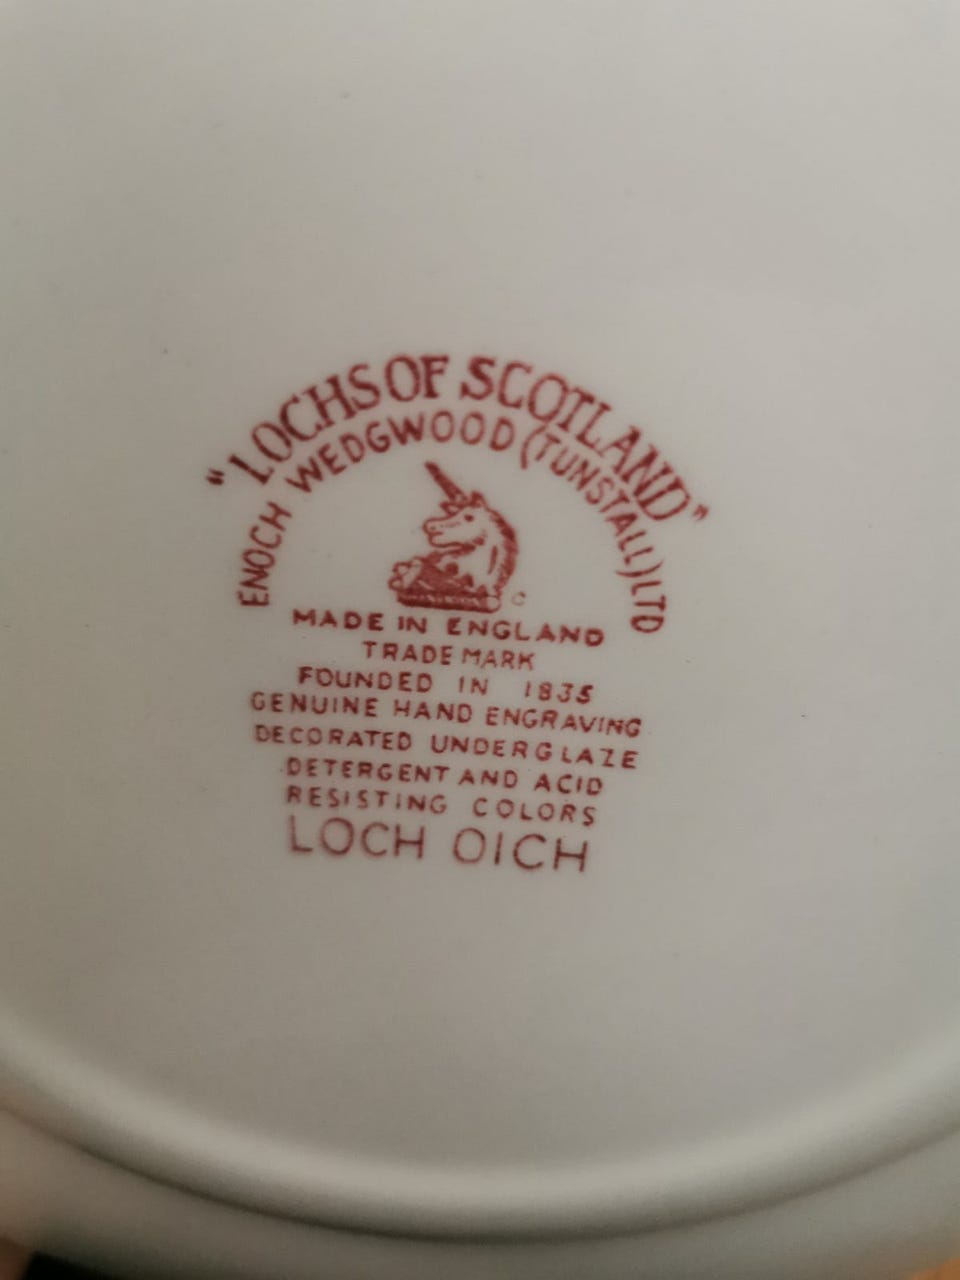 "LOCHS OF SCOTLAND"
ENOCH WEDGWOOD (TUNSTALL) LTD
C
MADE IN ENGLAND
TRADE MARK
FOUNDED IN 1835
GENUINE HAND ENGRAVING
DECORATED UNDERGLAZE
DETERGENT AND ACID
RESISTING COLORS
LOCH OICH